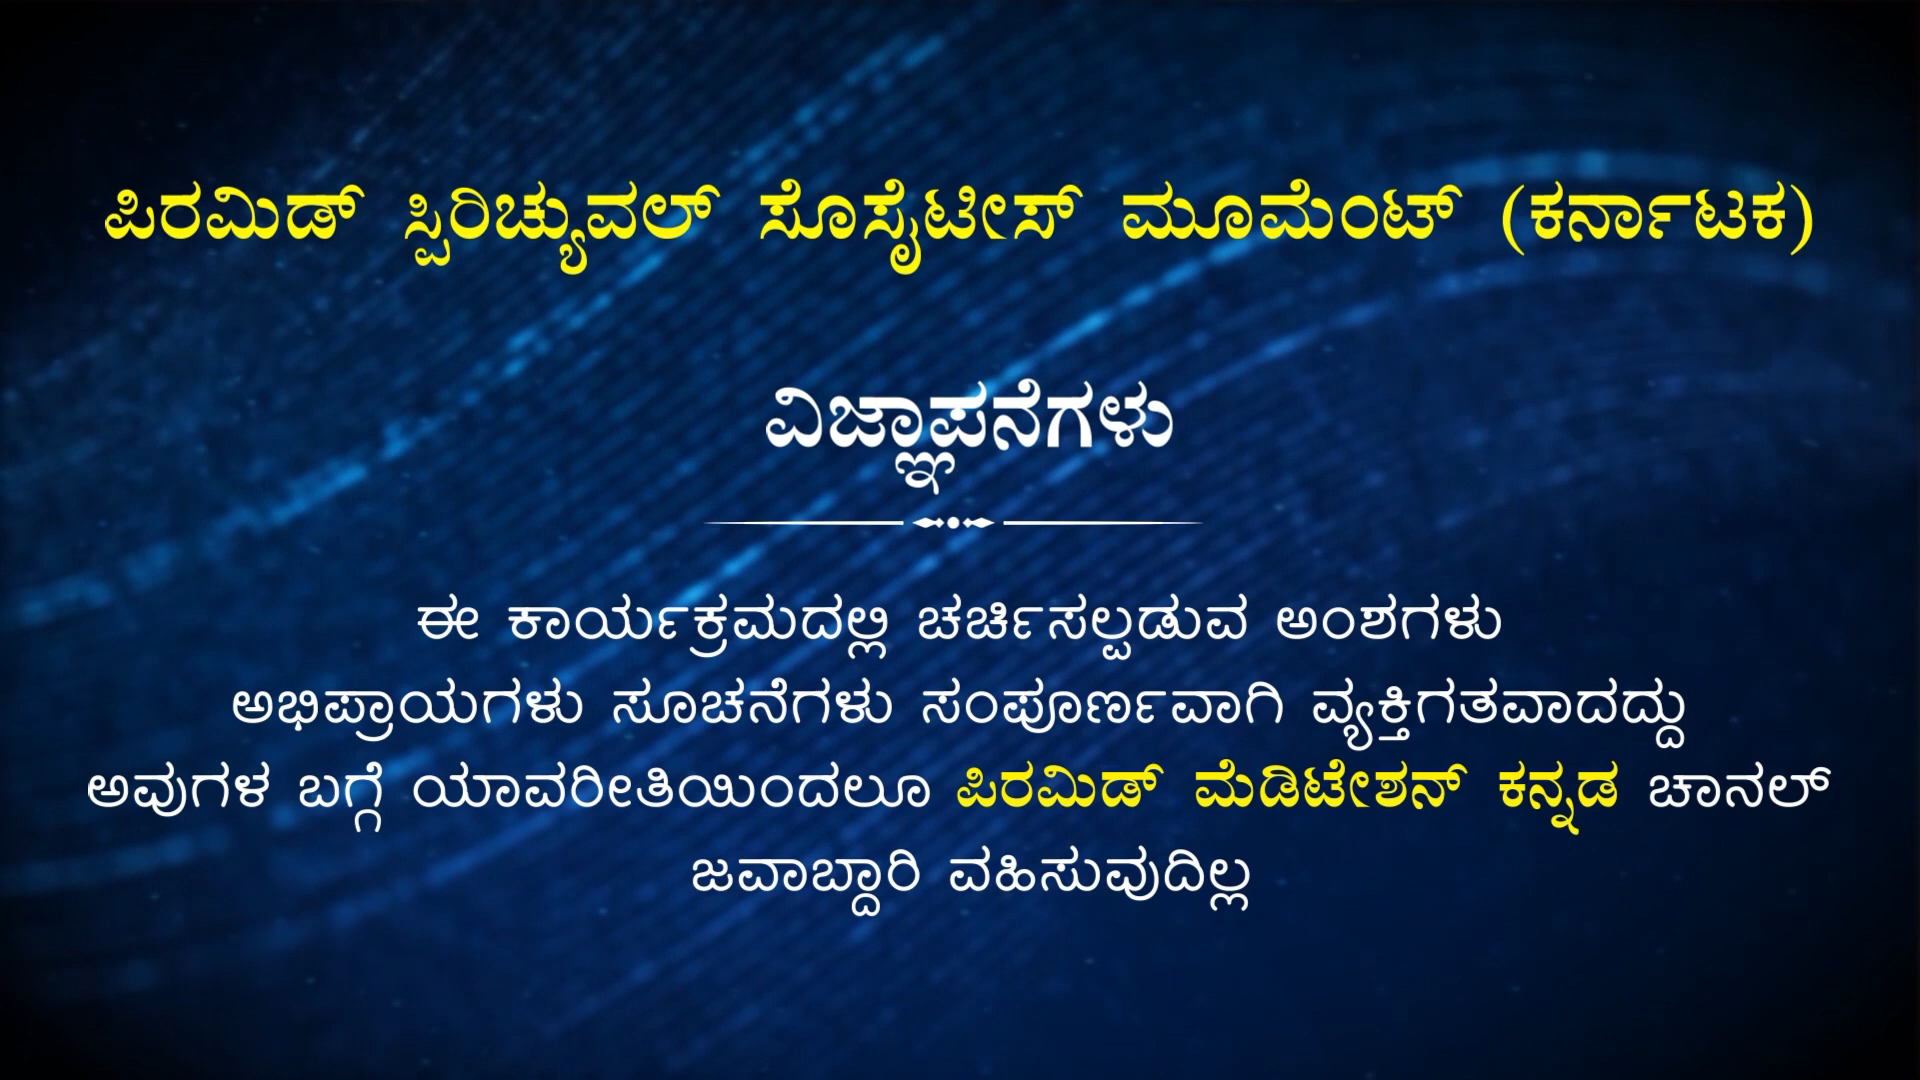 ಪಿರಮಿಡ್ ಸ್ಪಿರಿಚ್ಯುವಲ್ ಸೊಸೈಟೀಸ್ ಮೂಮೆಂಟ್ (ಕರ್ನಾಟಕ)
ವಿಜ್ಞಾಪನೆಗಳು
ಈ ಕಾರ್ಯಕ್ರಮದಲ್ಲಿ ಚರ್ಚಿಸಲ್ಪಡುವ ಅಂಶಗಳು
ಅಭಿಪ್ರಾಯಗಳು ಸೂಚನೆಗಳು ಸಂಪೂರ್ಣವಾಗಿ ವ್ಯಕ್ತಿಗತವಾದದ್ದು
ಅವುಗಳ ಬಗ್ಗೆ ಯಾವರೀತಿಯಿಂದಲೂ ಪಿರಮಿಡ್ ಮೆಡಿಟೇಶನ್ ಕನ್ನಡ ಚಾನಲ್
ಜವಾಬ್ದಾರಿ ವಹಿಸುವುದಿಲ್ಲ